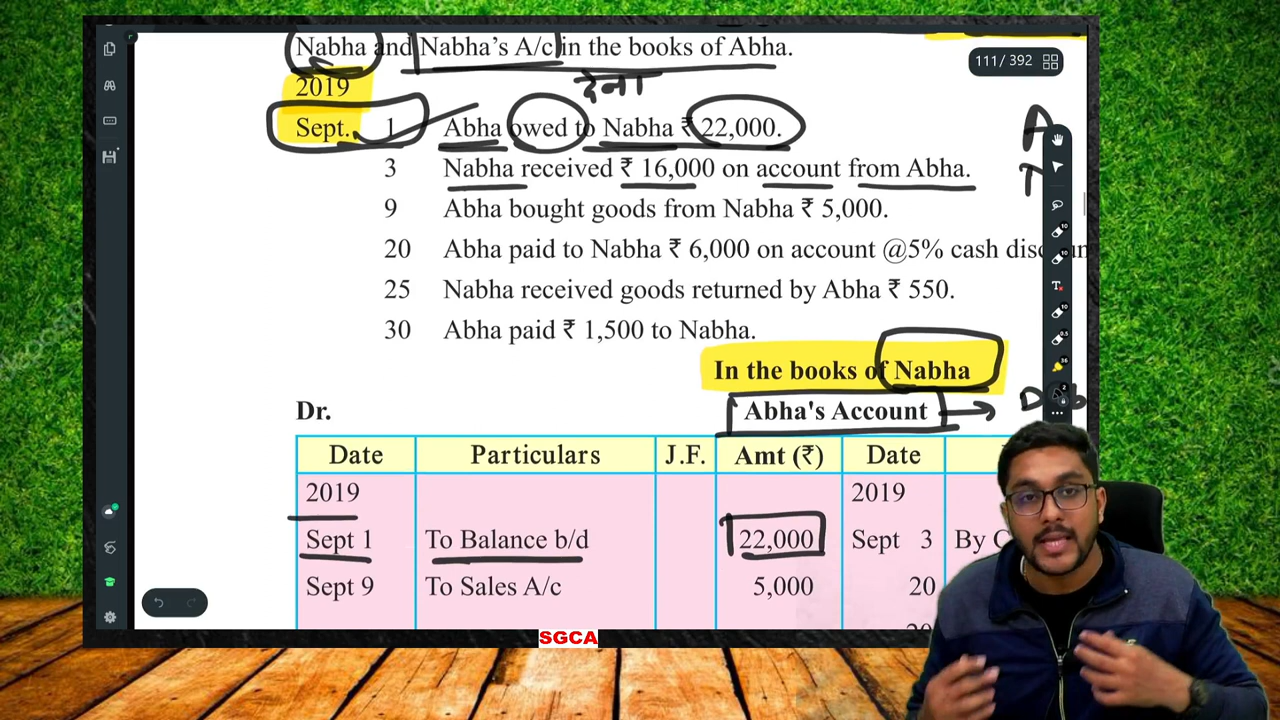 Nabha and Nabha's A/c in the books of Abha.
111 / 392
2019
देना
Sept. 1 Abha owed to Nabha ₹ 22,000.
3 Nabha received ₹ 16,000 on account from Abha.
9 Abha bought goods from Nabha ₹ 5,000.
20 Abha paid to Nabha ₹ 6,000 on account @5% cash
25 Nabha received goods returned by Abha ₹ 550.
30 Abha paid ₹ 1,500 to Nabha.
In the books of Nabha
Dr. Abha's Account
Date Particulars J.F. Amt (₹) Date
2019 2019
Sept 1 To Balance b/d 22,000 Sept 3 By
Sept 9 To Sales A/c 5,000 20
SGCA